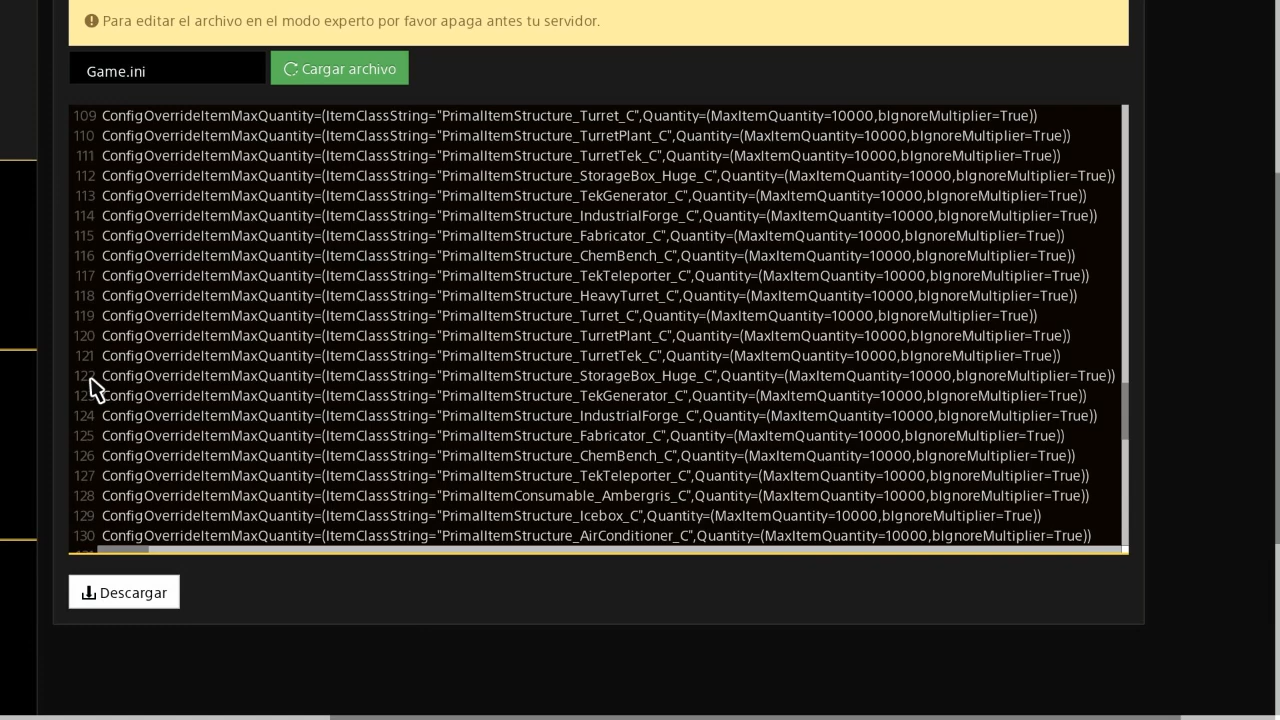 Para editar el archivo en el modo experto por favor apaga antes tu servidor.
Game.ini
Cargar archivo
109 ConfigOverrideItemMaxQuantity=(ItemClassString="PrimalItemStructure_Turret_C",Quantity=(MaxItemQuantity=10000,bIgnoreMultiplier=True))
110 ConfigOverrideItemMaxQuantity=(ItemClassString="PrimalItemStructure_TurretPlant_C",Quantity=(MaxItemQuantity=10000,bIgnoreMultiplier=True))
111 ConfigOverrideItemMaxQuantity=(ItemClassString="PrimalItemStructure_TurretTek_C",Quantity=(MaxItemQuantity=10000,bIgnoreMultiplier=True))
112 ConfigOverrideItemMaxQuantity=(ItemClassString="PrimalItemStructure_StorageBox_Huge_C",Quantity=(MaxItemQuantity=10000,bIgnoreMultiplier=True))
113 ConfigOverrideItemMaxQuantity=(ItemClassString="PrimalItemStructure_TekGenerator_C",Quantity=(MaxItemQuantity=10000,bIgnoreMultiplier=True))
114 ConfigOverrideItemMaxQuantity=(ItemClassString="PrimalItemStructure_IndustrialForge_C",Quantity=(MaxItemQuantity=10000,bIgnoreMultiplier=True))
115 ConfigOverrideItemMaxQuantity=(ItemClassString="PrimalItemStructure_Fabricator_C",Quantity=(MaxItemQuantity=10000,bIgnoreMultiplier=True))
116 ConfigOverrideItemMaxQuantity=(ItemClassString="PrimalItemStructure_ChemBench_C",Quantity=(MaxItemQuantity=10000,bIgnoreMultiplier=True))
117 ConfigOverrideItemMaxQuantity=(ItemClassString="PrimalItemStructure_TekTeleporter_C",Quantity=(MaxItemQuantity=10000,bIgnoreMultiplier=True))
118 ConfigOverrideItemMaxQuantity=(ItemClassString="PrimalItemStructure_HeavyTurret_C",Quantity=(MaxItemQuantity=10000,bIgnoreMultiplier=True))
119 ConfigOverrideItemMaxQuantity=(ItemClassString="PrimalItemStructure_Turret_C",Quantity=(MaxItemQuantity=10000,bIgnoreMultiplier=True))
120 ConfigOverrideItemMaxQuantity=(ItemClassString="PrimalItemStructure_TurretPlant_C",Quantity=(MaxItemQuantity=10000,bIgnoreMultiplier=True))
121 ConfigOverrideItemMaxQuantity=(ItemClassString="PrimalItemStructure_TurretTek_C",Quantity=(MaxItemQuantity=10000,bIgnoreMultiplier=True))
122 ConfigOverrideItemMaxQuantity=(ItemClassString="PrimalItemStructure_StorageBox_Huge_C",Quantity=(MaxItemQuantity=10000,bIgnoreMultiplier=True))
123 ConfigOverrideItemMaxQuantity=(ItemClassString="PrimalItemStructure_TekGenerator_C",Quantity=(MaxItemQuantity=10000,bIgnoreMultiplier=True))
124 ConfigOverrideItemMaxQuantity=(ItemClassString="PrimalItemStructure_IndustrialForge_C",Quantity=(MaxItemQuantity=10000,bIgnoreMultiplier=True))
125 ConfigOverrideItemMaxQuantity=(ItemClassString="PrimalItemStructure_Fabricator_C",Quantity=(MaxItemQuantity=10000,bIgnoreMultiplier=True))
126 ConfigOverrideItemMaxQuantity=(ItemClassString="PrimalItemStructure_ChemBench_C",Quantity=(MaxItemQuantity=10000,bIgnoreMultiplier=True))
127 ConfigOverrideItemMaxQuantity=(ItemClassString="PrimalItemStructure_TekTeleporter_C",Quantity=(MaxItemQuantity=10000,bIgnoreMultiplier=True))
128 ConfigOverrideItemMaxQuantity=(ItemClassString="PrimalItemConsumable_Ambergris_C",Quantity=(MaxItemQuantity=10000,bIgnoreMultiplier=True))
129 ConfigOverrideItemMaxQuantity=(ItemClassString="PrimalItemStructure_Icebox_C",Quantity=(MaxItemQuantity=10000,bIgnoreMultiplier=True))
130 ConfigOverrideItemMaxQuantity=(ItemClassString="PrimalItemStructure_AirConditioner_C",Quantity=(MaxItemQuantity=10000,bIgnoreMultiplier=True))
Descargar